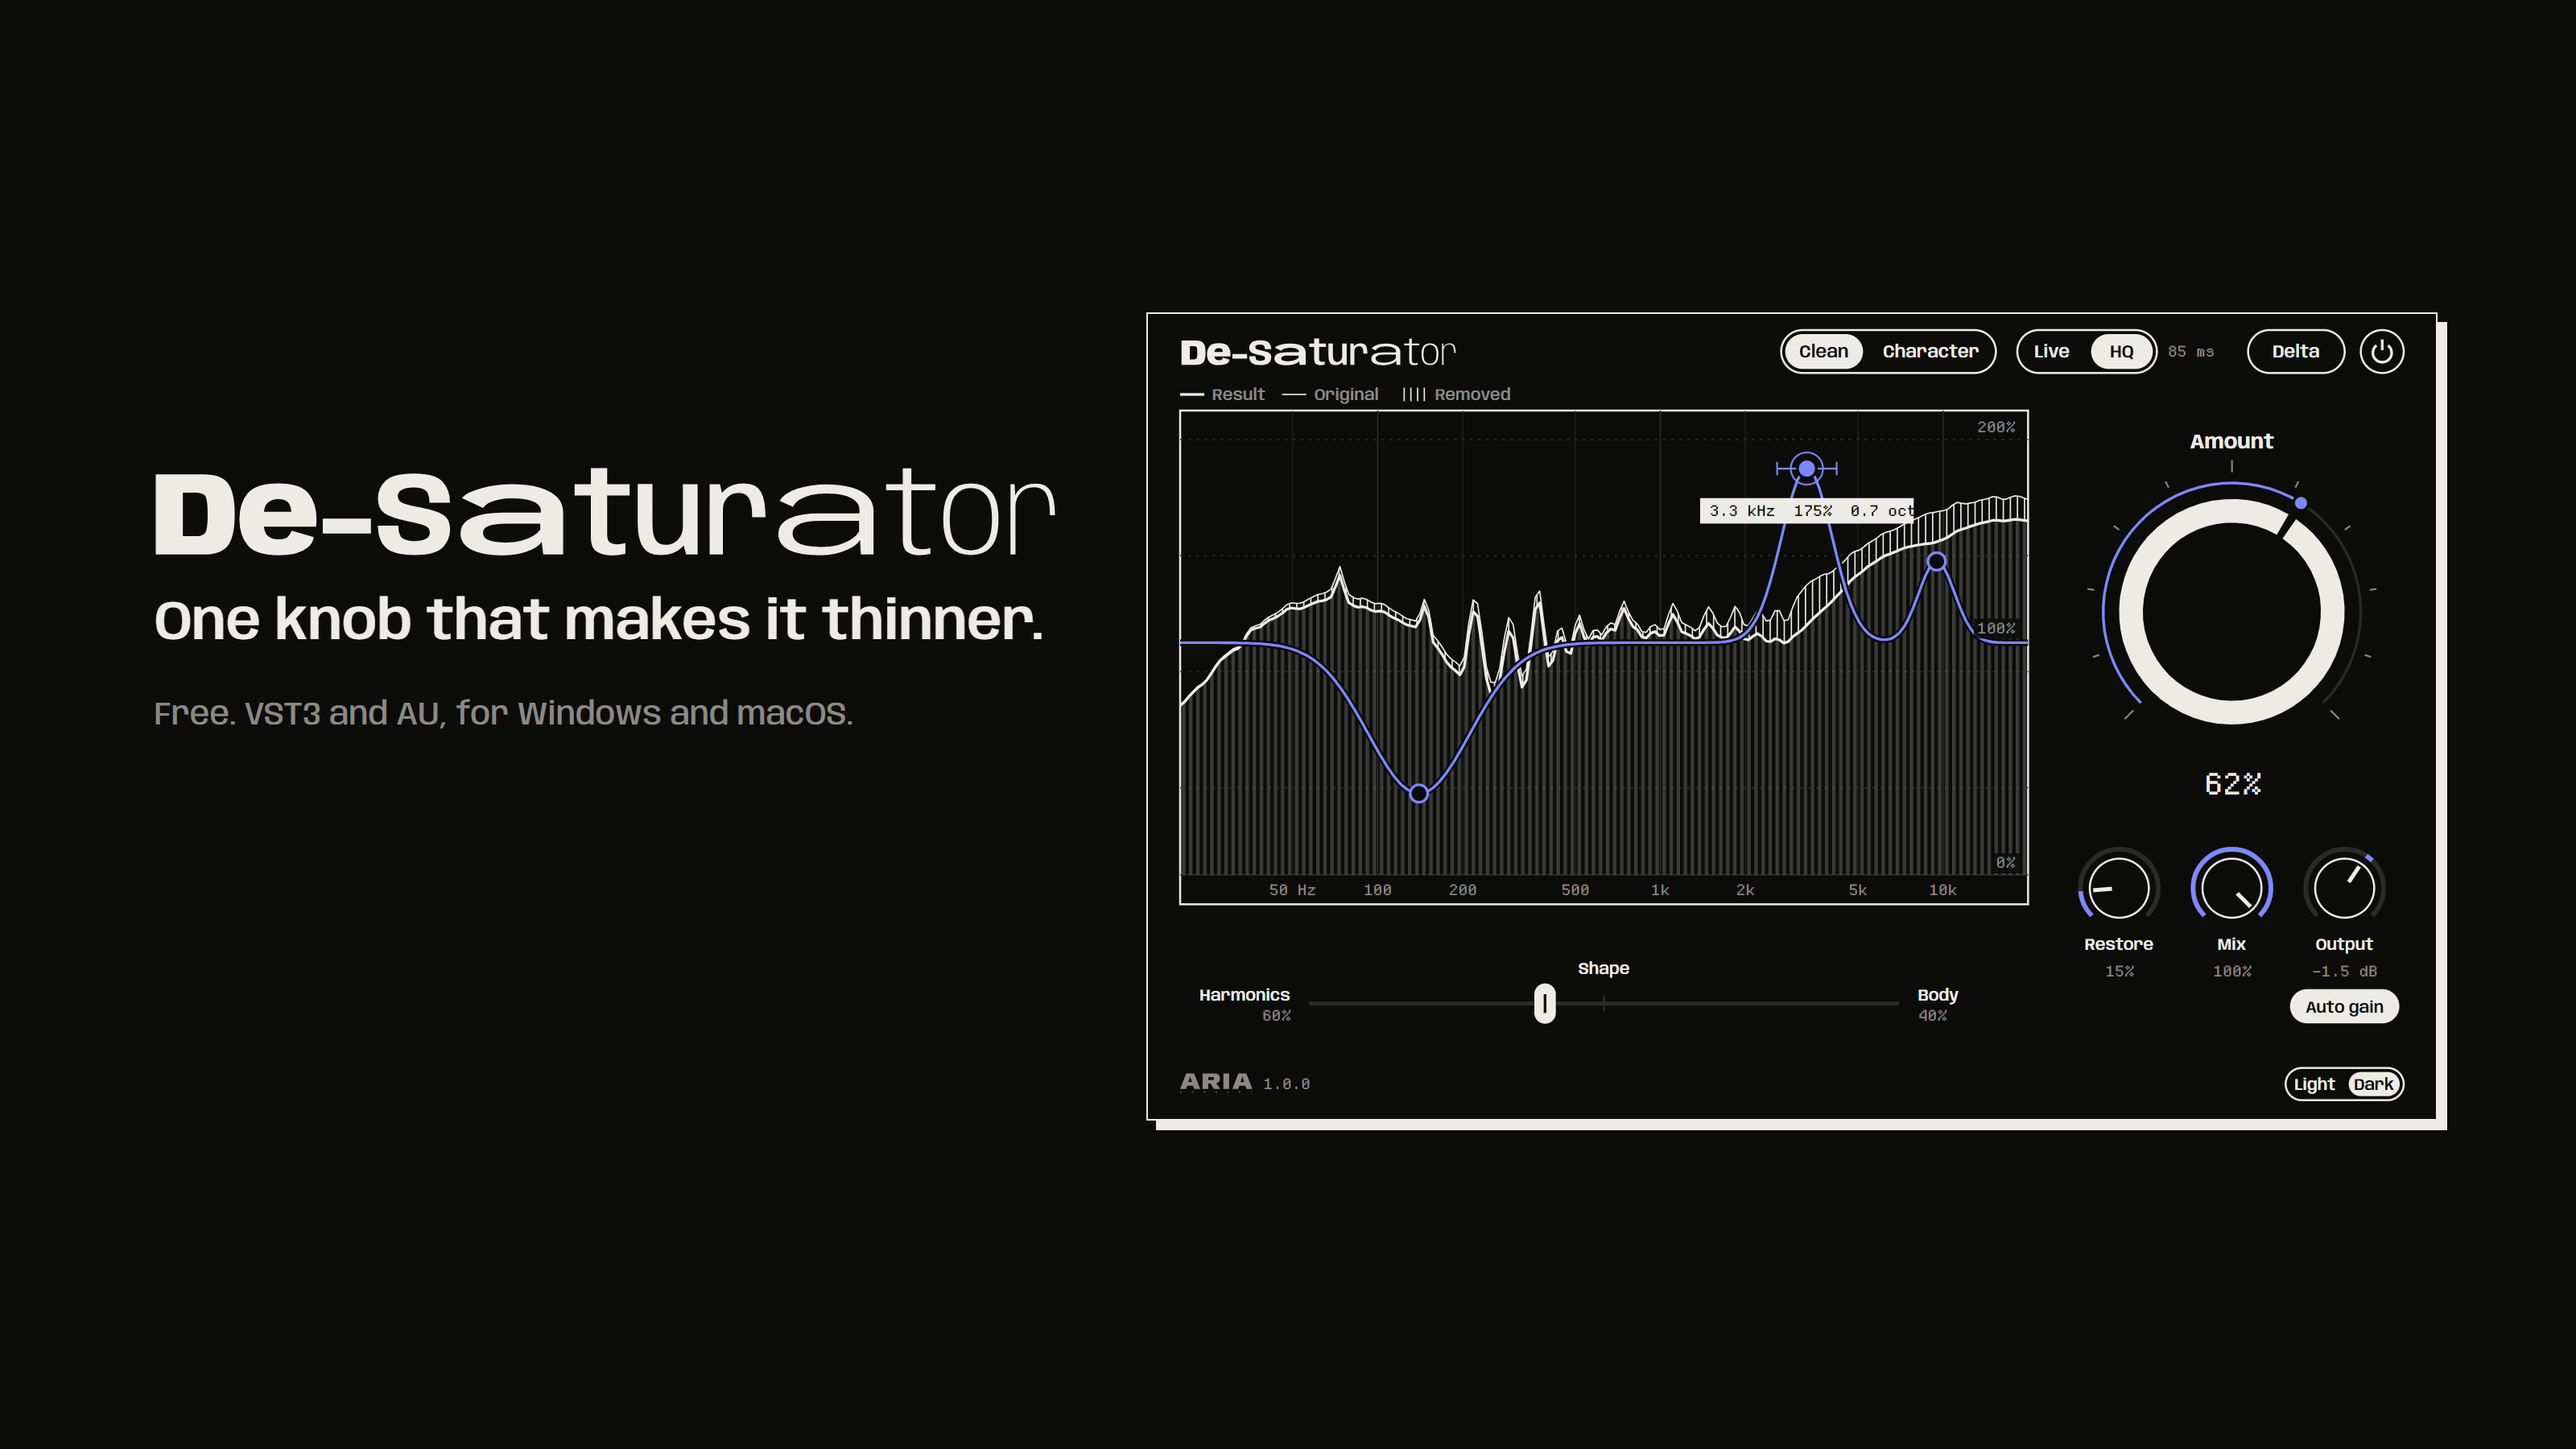 De-Saturator
One knob that makes it thinner.
Free. VST3 and AU, for Windows and macOS.
De-Saturator
Clean Character
Live HQ 85 ms
Delta
Result Original Removed
200%
3.3 kHz 175% 0.7 oct
100%
0%
50 Hz 100 200 500 1k 2k 5k 10k
Amount
62%
Restore Mix Output
15% 100% -1.5 dB
Auto gain
Shape
Harmonics
60%
Body
40%
ARIA 1.0.0
Light Dark